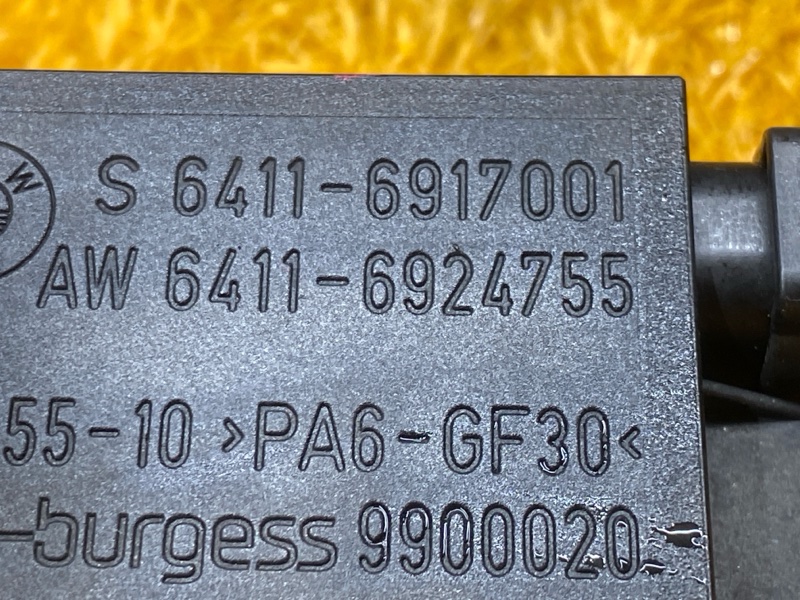 W
S 6411-6917001
AW 6411-6924755
55-10 >PA6-GF30<
-burgess 9900020